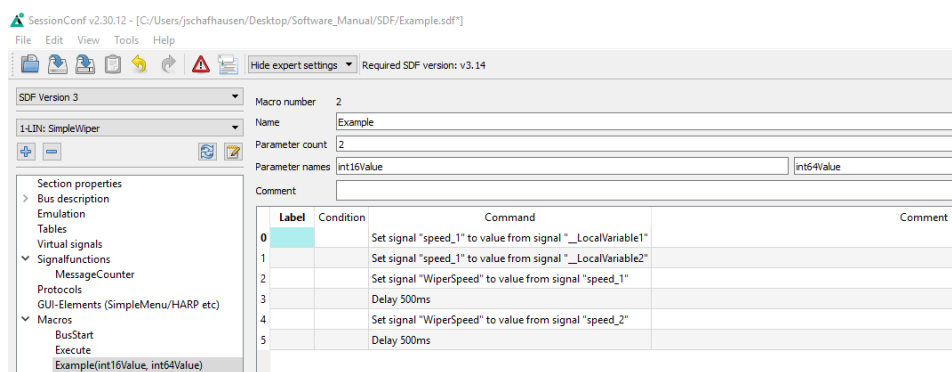 SessionConf v2.30.12 - [C:/Users/jschafhausen/Desktop/Software_Manual/SDF/Example.sdf*]
File Edit View Tools Help
Hide expert settings Required SDF version: v3.14
SDF Version 3
1-LIN: SimpleWiper
Section properties
Bus description
Emulation
Tables
Virtual signals
Signalfunctions
MessageCounter
Protocols
GUI-Elements (SimpleMenu/HARP etc)
Macros
BusStart
Execute
Example(int16Value, int64Value)
Macro number 2
Name Example
Parameter count 2
Parameter names int16Value int64Value
Comment
Label Condition Command Comment
0 Set signal "speed_1" to value from signal "__LocalVariable1"
1 Set signal "speed_1" to value from signal "__LocalVariable2"
2 Set signal "WiperSpeed" to value from signal "speed_1"
3 Delay 500ms
4 Set signal "WiperSpeed" to value from signal "speed_2"
5 Delay 500ms